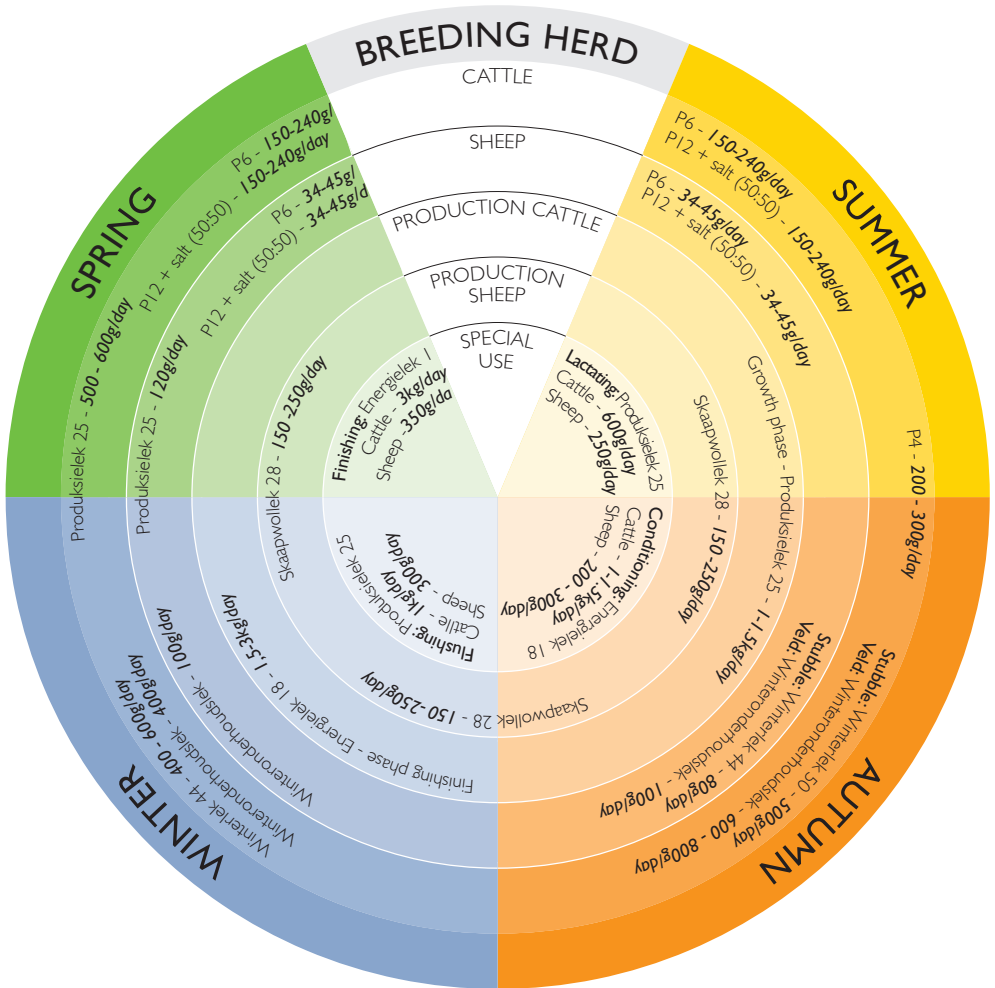 BREEDING HERD
CATTLE
SHEEP
PRODUCTION CATTLE
PRODUCTION
SHEEP
SPECIAL
USE
SUMMER
P6 - 150-240g/day
P12 + salt (50:50) - 150-240g/day
P6 - 34-45g/day
P12 + salt (50:50) - 34-45g/day
P4 - 200 - 300g/day
Growth phase - Produksielek 25 - 1-1.5kg/day
Skaapwollek 28 - 150-250g/day
Lactating: Produksielek 25
Cattle - 600g/day
Sheep - 250g/day
AUTUMN
Stubble: Winterlek 50 - 500g/day
Veld: Winteronderhoudslek - 600 - 800g/day
Stubble: Winterlek 44 - 80g/day
Veld: Winteronderhoudslek - 100g/day
Conditioning: Energielek 18
Cattle - 1-1,5kg/day
Sheep - 200 - 300g/day
Skaapwollek 28 - 150-250g/day
WINTER
Winterlek 44 - 400 - 600g/day
Winteronderhoudslek - 400g/day
Winteronderhoudslek - 100g/day
Finishing phase - Energielek 18 - 1,5-3kg/day
Flushing: Produksielek 25
Catlle - 1kg/day
Sheep - 300g/day
SPRING
P6 - 150-240g/
P12 + salt (50:50) - 150-240g/day
P6 - 34-45g/
P12 + salt (50:50) - 34-45g/d
Produksielek 25 - 500 - 600g/day
Produksielek 25 - 120g/day
Skaapwollek 28 - 150 -250g/day
Finishing: Energielek 1
Cattle - 3kg/day
Sheep -350g/da